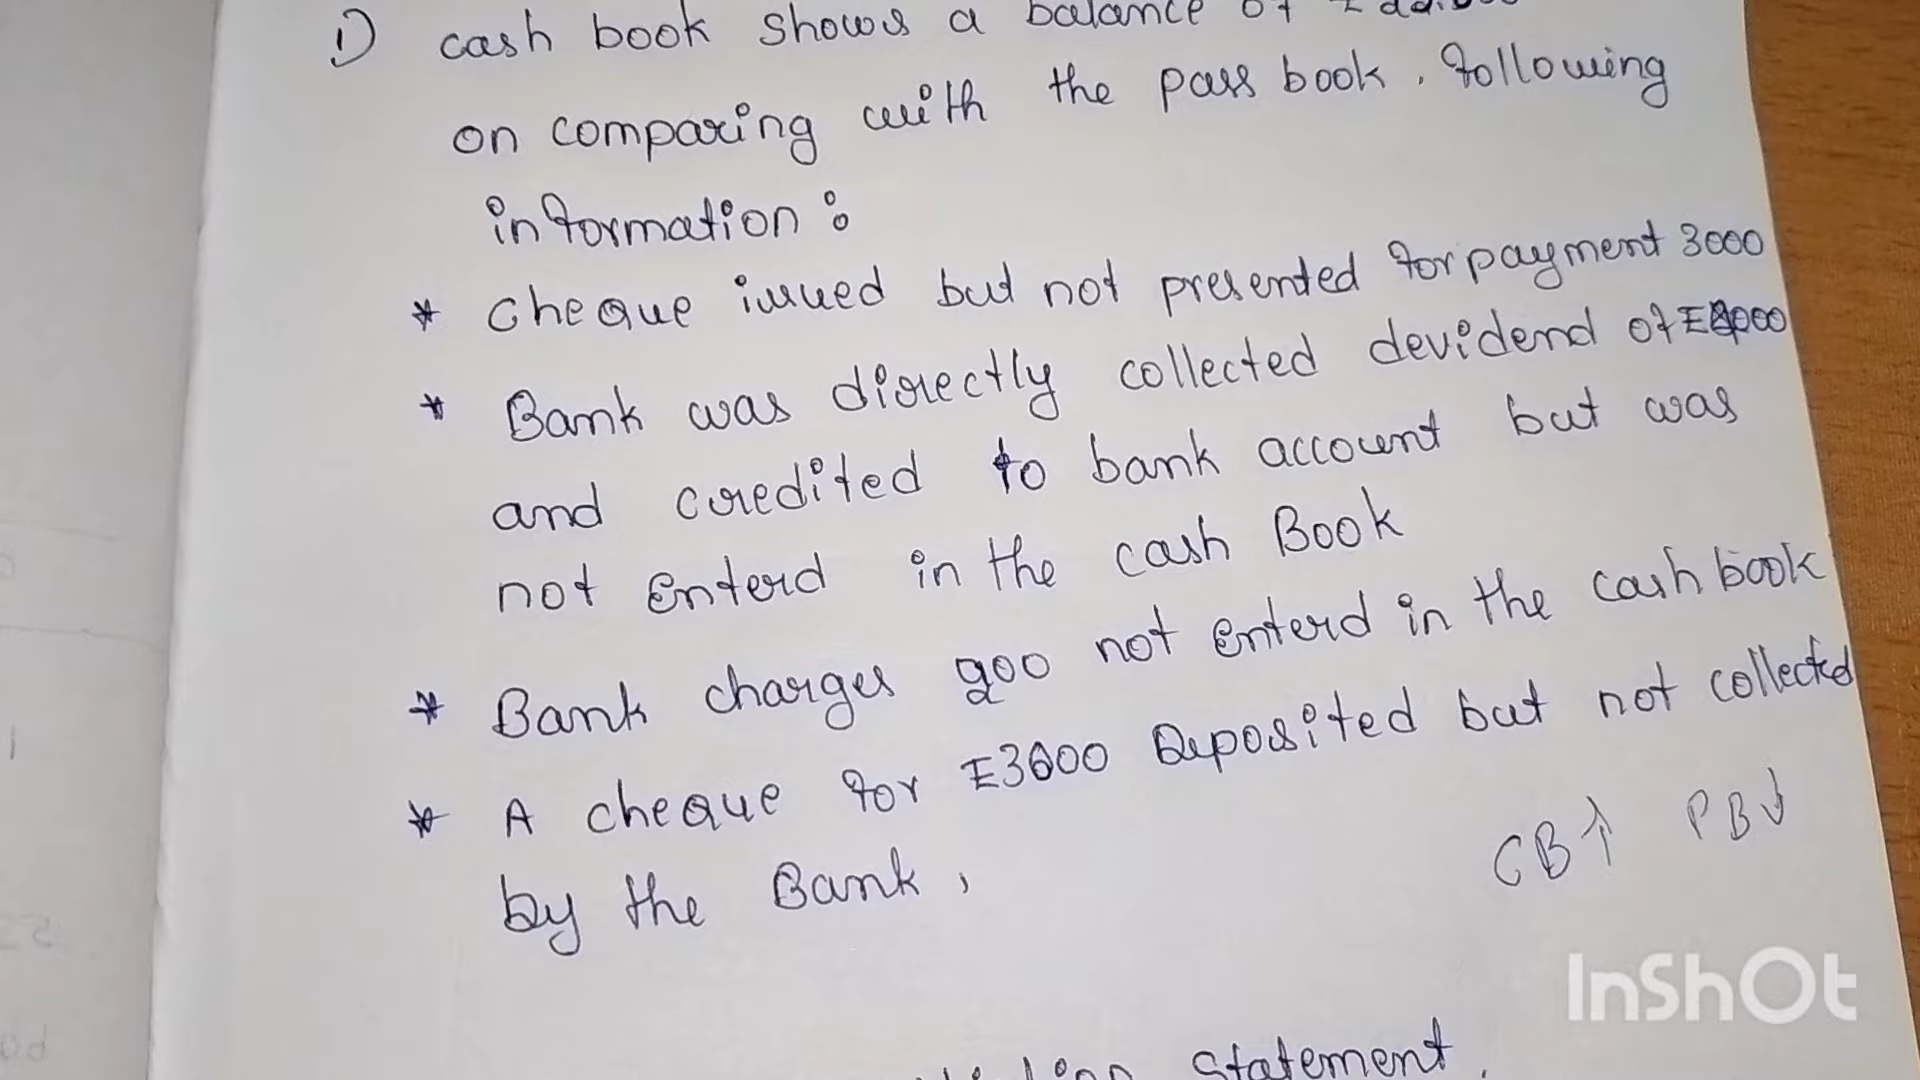 1) cash book shows a balance of
on comparing with the pass book. following
information :
* cheque issued but not presented for payment 3000
* Bank was directly collected devidend of
and credited to bank account but was
not Enterd in the cash Book
* Bank charges not Enterd in the cash book
* A cheque for ₹3600 Deposited but not collected
by the Bank,
CB↑ PB↓
statement.
InShOt